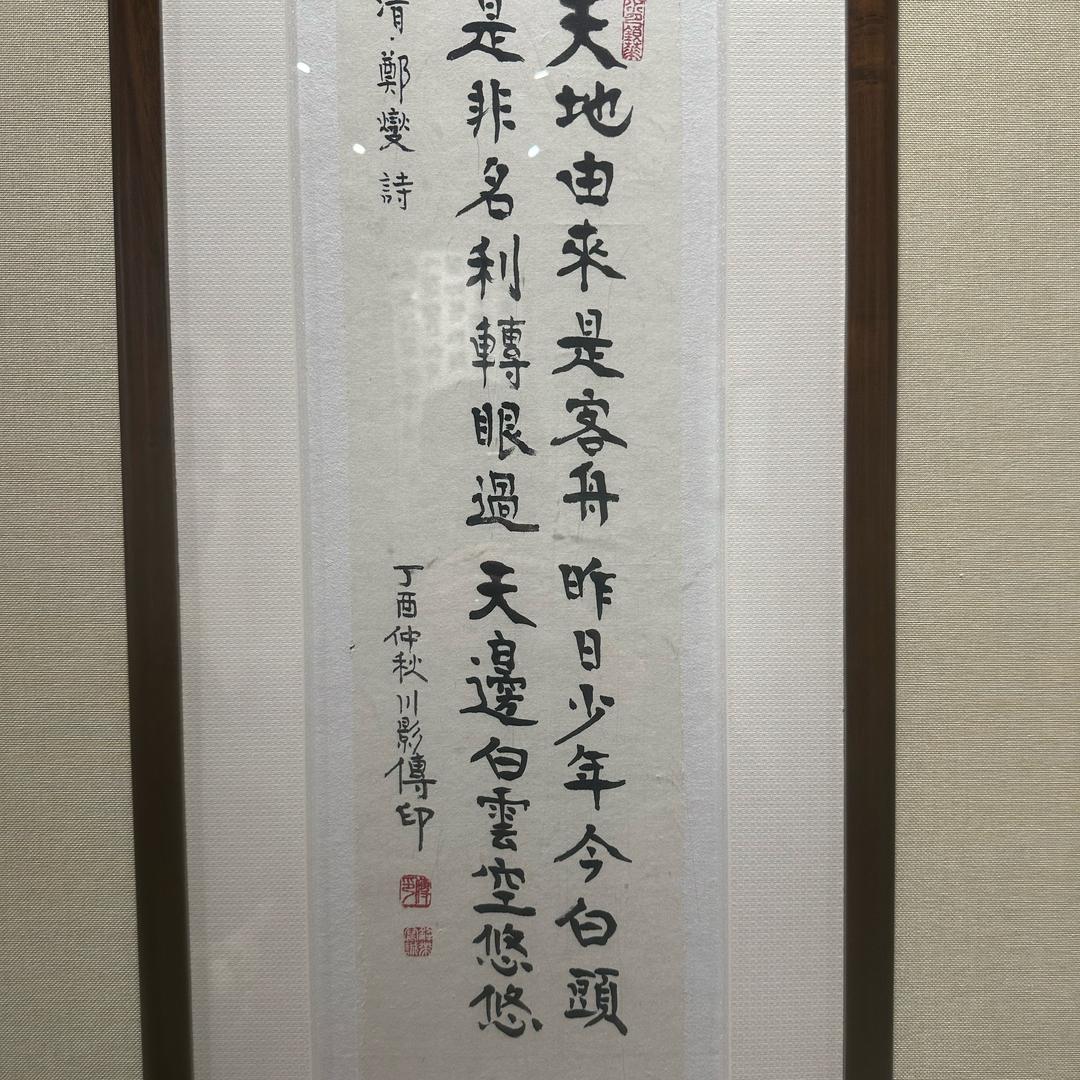 天地由來是客舟 昨日少年今白頭
是非名利轉眼過 天邊白雲空悠悠
清·鄭燮詩
丁酉仲秋川影傳印